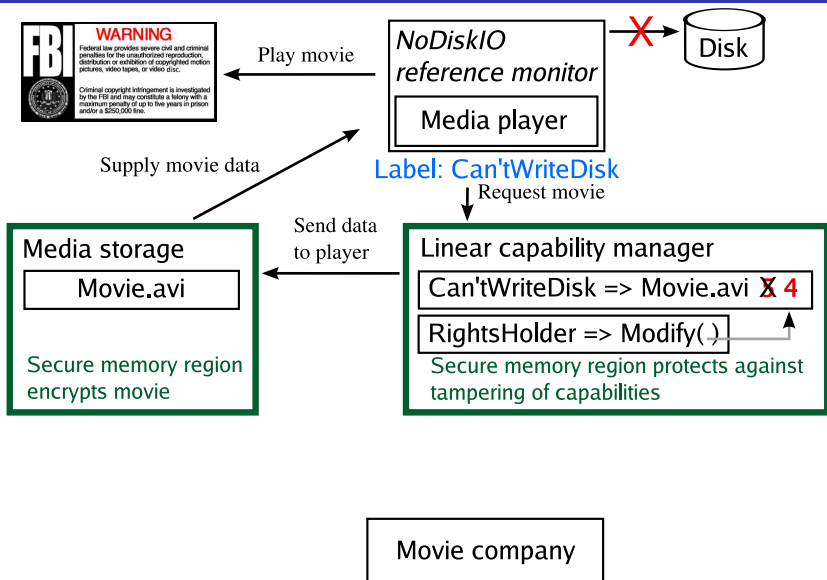 FBI
WARNING
Federal law provides severe civil and criminal
penalties for the unauthorized reproduction,
distribution or exhibition of copyrighted motion
pictures, video tapes, or video disc.
Criminal copyright infringement is investigated
by the FBI and may constitute a felony with a
maximum penalty of up to five years in prison
and/or a $250,000 fine.
Play movie
NoDiskIO
reference monitor
Media player
Label: Can'tWriteDisk
X
Disk
Supply movie data
Request movie
Send data
to player
Media storage
Movie.avi
Secure memory region
encrypts movie
Linear capability manager
Can'tWriteDisk => Movie.avi 5 4
RightsHolder => Modify( )
Secure memory region protects against
tampering of capabilities
Movie company